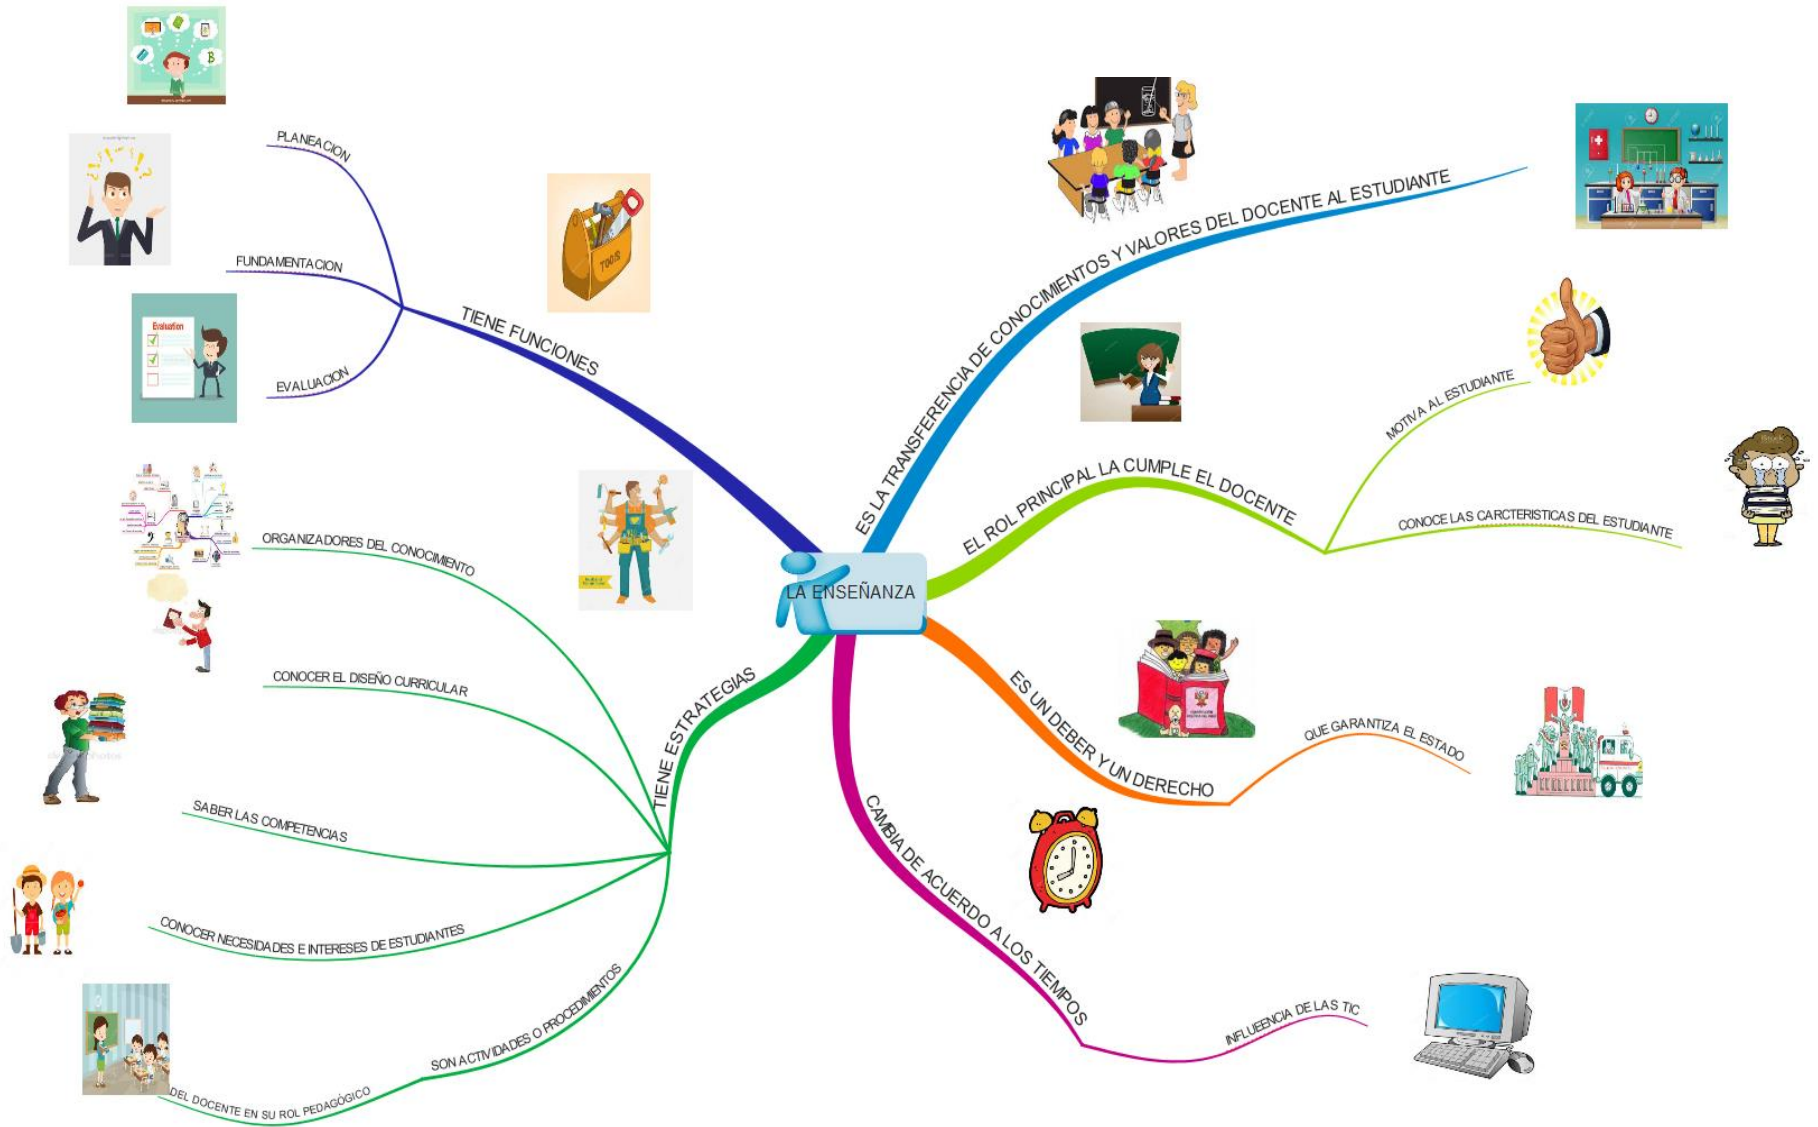 LA ENSEÑANZA
ES LA TRANSFERENCIA DE CONOCIMIENTOS Y VALORES DEL DOCENTE AL ESTUDIANTE
EL ROL PRINCIPAL LA CUMPLE EL DOCENTE
MOTIVA AL ESTUDIANTE
CONOCE LAS CARCTERISTICAS DEL ESTUDIANTE
ES UN DEBER Y UN DERECHO
QUE GARANTIZA EL ESTADO
CAMBIA DE ACUERDO A LOS TIEMPOS
INFLUEENCIA DE LAS TIC
TIENE ESTRATEGIAS
ORGANIZADORES DEL CONOCIMIENTO
CONOCER EL DISEÑO CURRICULAR
SABER LAS COMPETENCIAS
CONOCER NECESIDADES E INTERESES DE ESTUDIANTES
SON ACTIVIDADES O PROCEDIMIENTOS
DEL DOCENTE EN SU ROL PEDAGÓGICO
TIENE FUNCIONES
PLANEACION
FUNDAMENTACION
EVALUACION
Evaluation
TOOLS